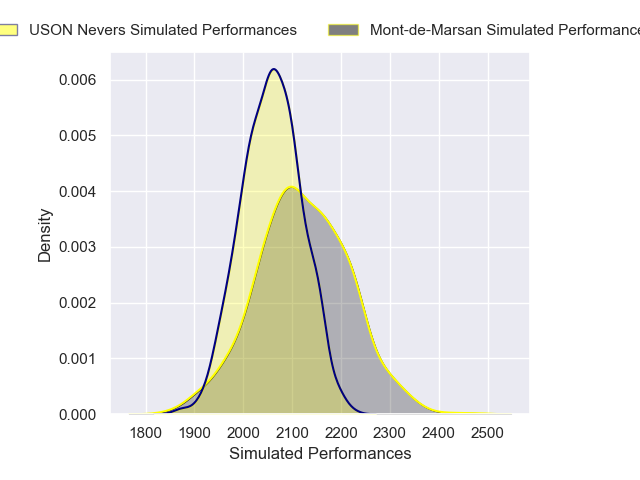 USON Nevers Simulated Performances
Mont-de-Marsan Simulated Performance
0.006
0.005
0.004
0.003
0.002
0.001
0.000
Density
1800 1900 2000 2100 2200 2300 2400 2500
Simulated Performances